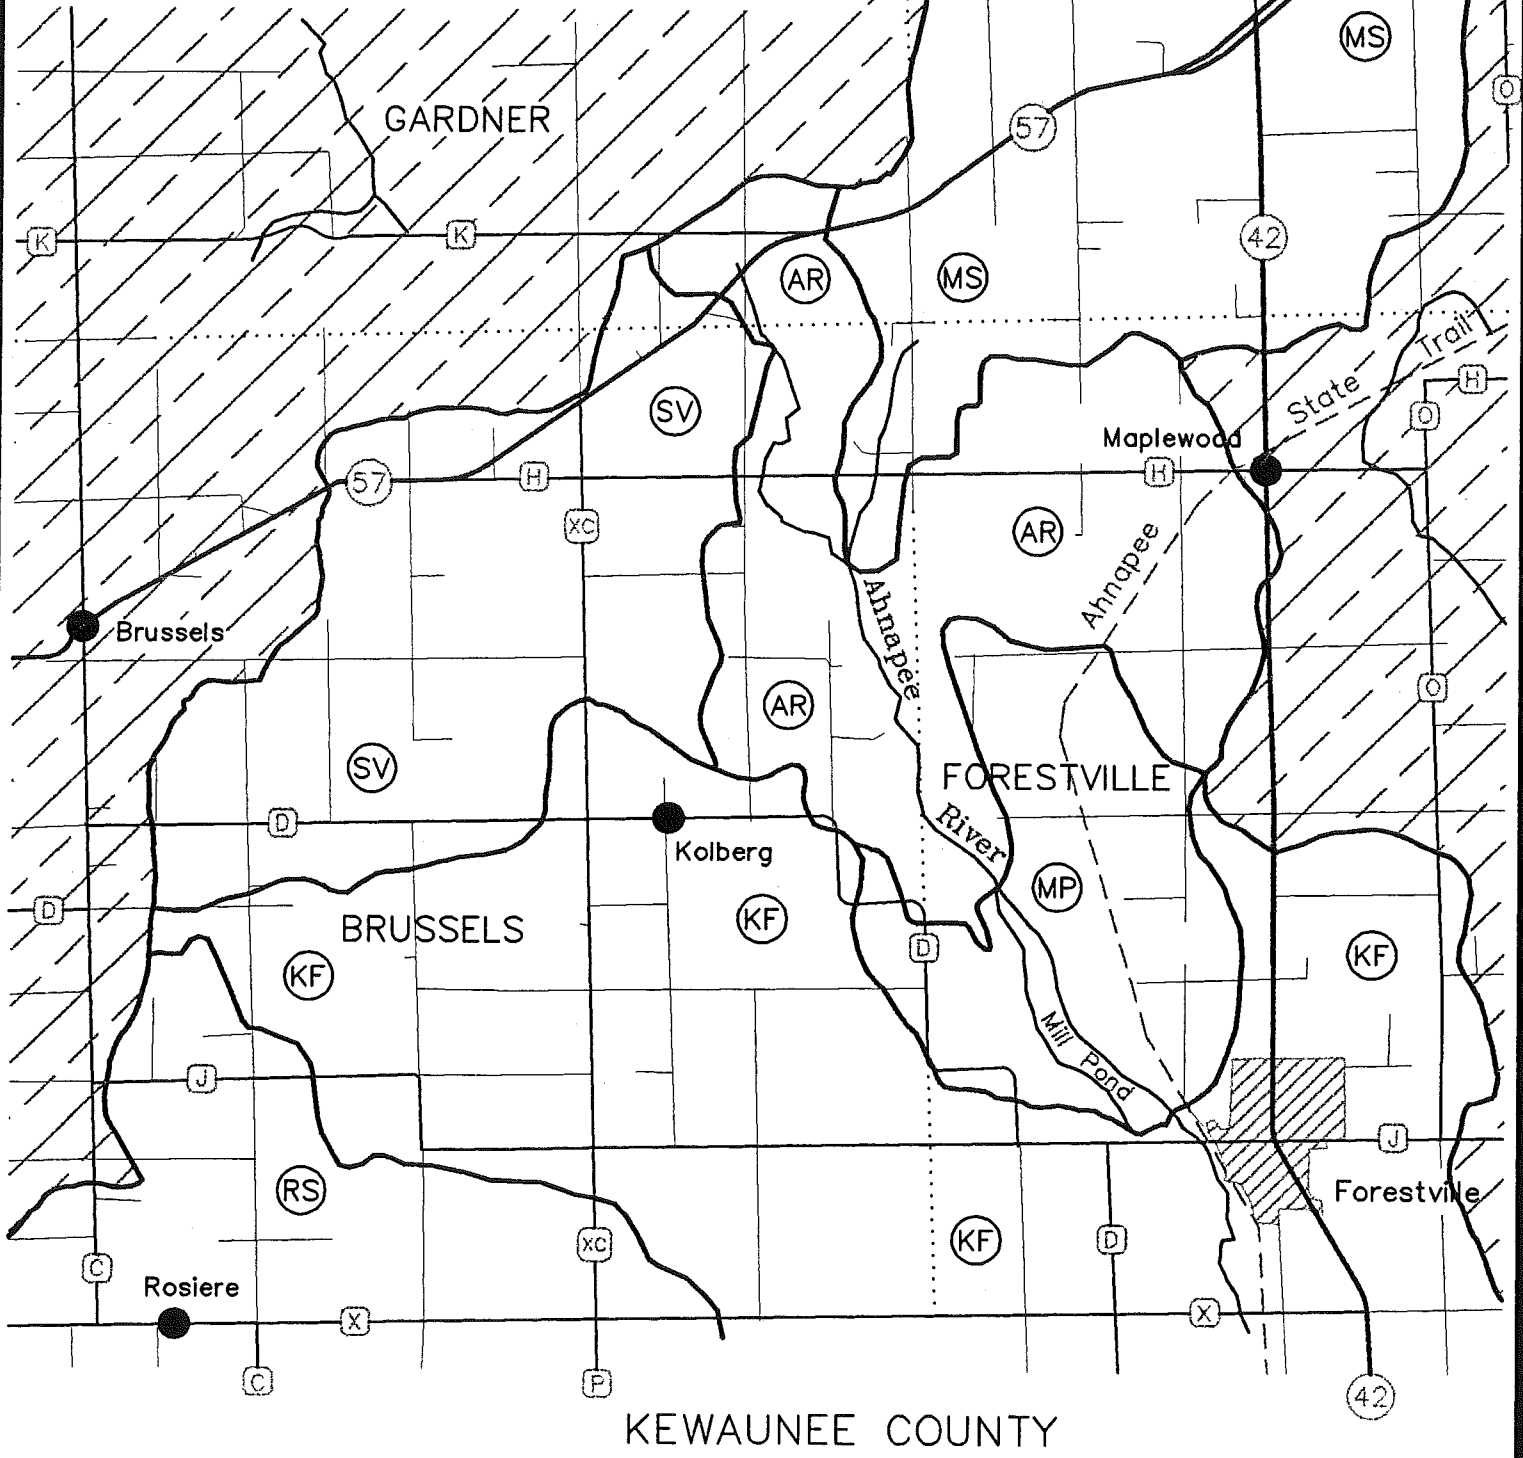 MS
O
GARDNER
57
K
K
42
AR
MS
Trail
State
H
O
SV
Maplewood
57
H
H
XC
AR
Ahnapee
Ahnapee
Brussels
O
AR
SV
FORESTVILLE
D
River
Kolberg
MP
D
BRUSSELS
KF
D
KF
KF
Mill Pond
J
J
RS
Forestville
KF
D
XC
C
Rosiere
X
X
C
P
42
KEWAUNEE COUNTY